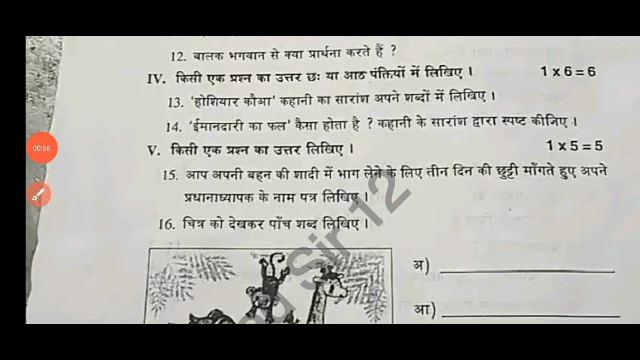 12. बालक भगवान से क्या प्रार्थना करते हैं ?
IV. किसी एक प्रश्न का उत्तर छः या आठ पंक्तियों में लिखिए । 1 x 6 = 6
13. 'होशियार कौआ' कहानी का सारांश अपने शब्दों में लिखिए ।
14. 'ईमानदारी का फल' कैसा होता है ? कहानी के सारांश द्वारा स्पष्ट कीजिए ।
V. किसी एक प्रश्न का उत्तर लिखिए । 1 x 5 = 5
00:56
15. आप अपनी बहन की शादी में भाग लेने के लिए तीन दिन की छुट्टी माँगते हुए अपने
प्रधानाध्यापक के नाम पत्र लिखिए ।
16. चित्र को देखकर पाँच शब्द लिखिए ।
Sir 12
अ)
आ)